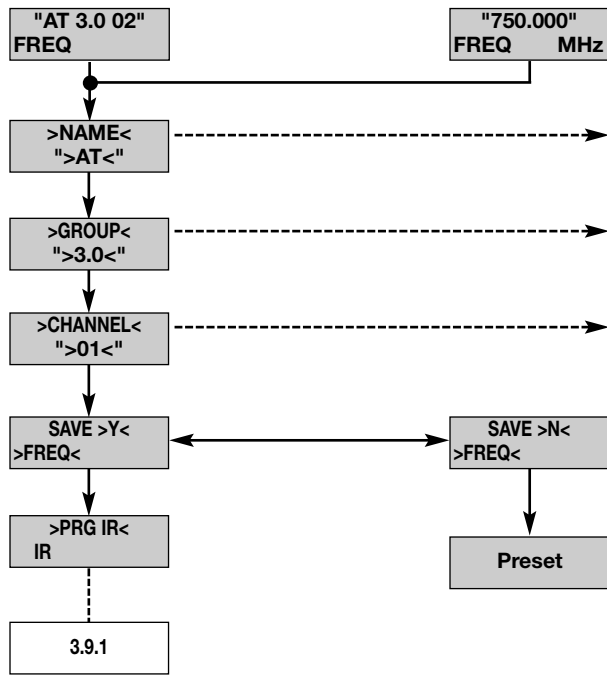 "AT 3.0 02"
FREQ
"750.000"
FREQ MHz
>NAME<
">AT<"
>GROUP<
">3.0<"
>CHANNEL<
">01<"
SAVE >Y<
>FREQ<
SAVE >N<
>FREQ<
>PRG IR<
IR
Preset
3.9.1